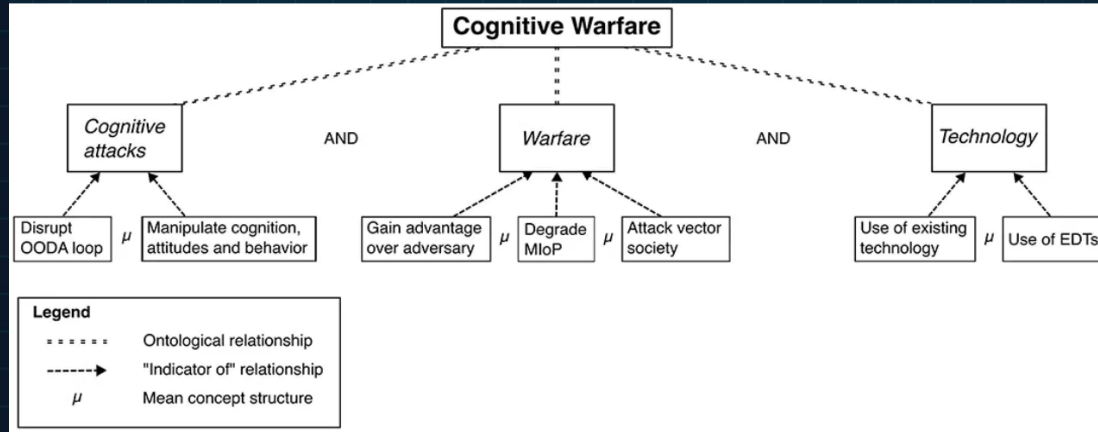 Cognitive Warfare
Cognitive
attacks
AND
Warfare
AND
Technology
Disrupt
OODA loop
μ
Manipulate cognition,
attitudes and behavior
Gain advantage
over adversary
μ
Degrade
MIoP
μ
Attack vector
society
Use of existing
technology
μ
Use of EDTs
Legend
Ontological relationship
"Indicator of" relationship
μ Mean concept structure